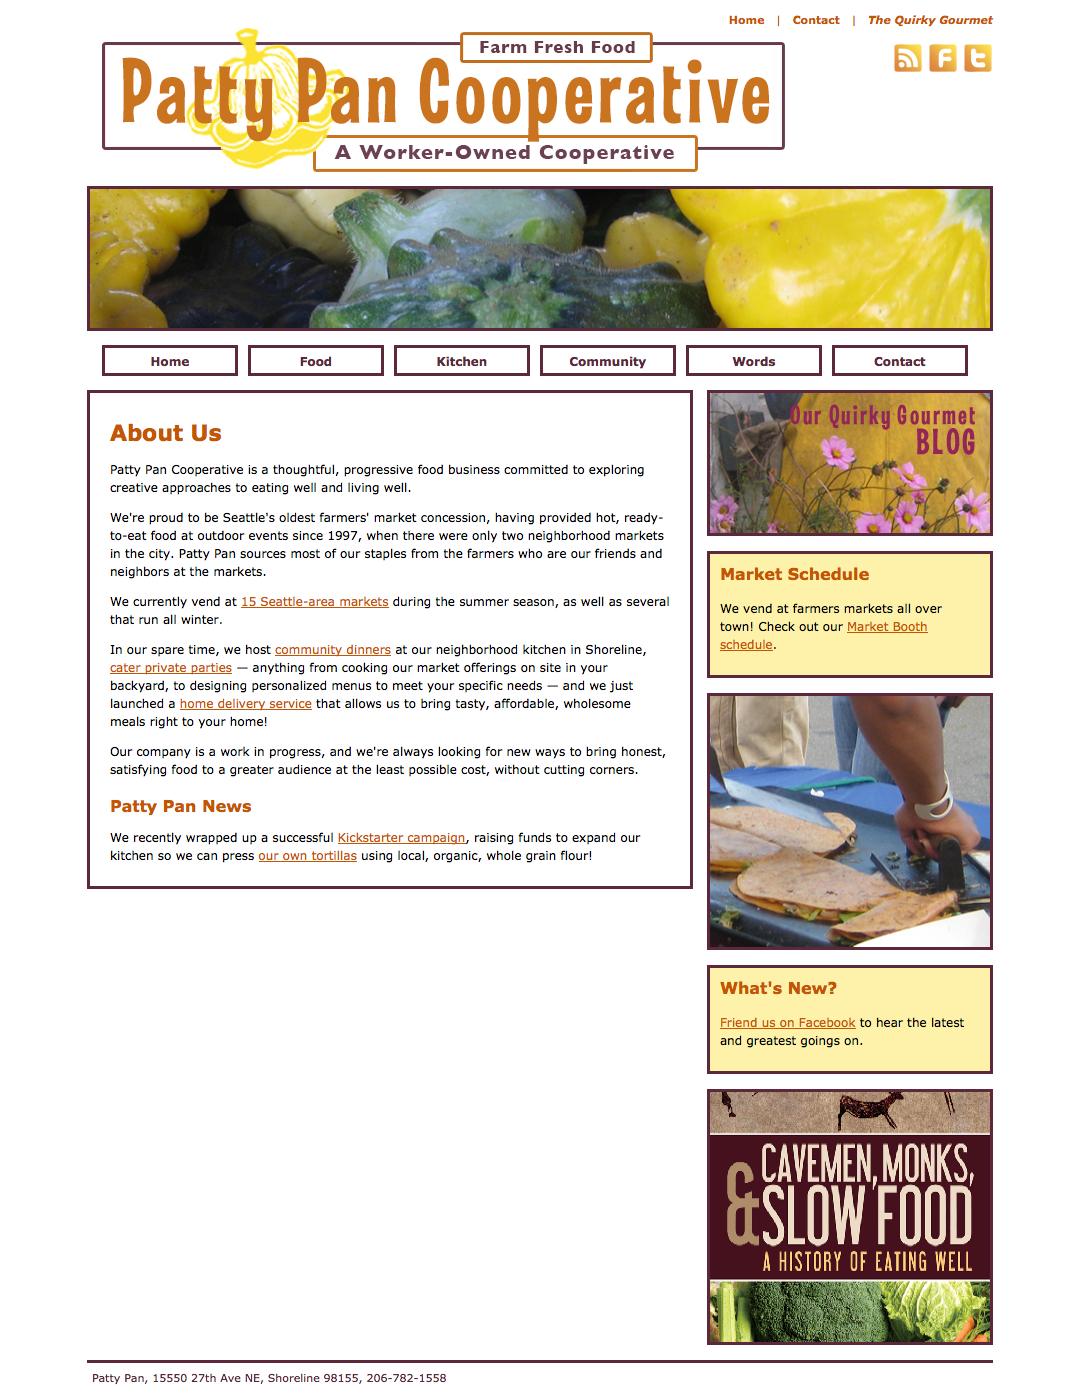 Home | Contact | The Quirky Gourmet
Farm Fresh Food
Patty Pan Cooperative
A Worker-Owned Cooperative
Home
Food
Kitchen
Community
Words
Contact
About Us
Patty Pan Cooperative is a thoughtful, progressive food business committed to exploring
creative approaches to eating well and living well.
We're proud to be Seattle's oldest farmers' market concession, having provided hot, ready-
to-eat food at outdoor events since 1997, when there were only two neighborhood markets
in the city. Patty Pan sources most of our staples from the farmers who are our friends and
neighbors at the markets.
We currently vend at 15 Seattle-area markets during the summer season, as well as several
that run all winter.
In our spare time, we host community dinners at our neighborhood kitchen in Shoreline,
cater private parties — anything from cooking our market offerings on site in your
backyard, to designing personalized menus to meet your specific needs — and we just
launched a home delivery service that allows us to bring tasty, affordable, wholesome
meals right to your home!
Our company is a work in progress, and we're always looking for new ways to bring honest,
satisfying food to a greater audience at the least possible cost, without cutting corners.
Patty Pan News
We recently wrapped up a successful Kickstarter campaign, raising funds to expand our
kitchen so we can press our own tortillas using local, organic, whole grain flour!
Our Quirky Gourmet
BLOG
Market Schedule
We vend at farmers markets all over
town! Check out our Market Booth
schedule.
What's New?
Friend us on Facebook to hear the latest
and greatest goings on.
CAVEMEN, MONKS,
& SLOW FOOD
A HISTORY OF EATING WELL
Patty Pan, 15550 27th Ave NE, Shoreline 98155, 206-782-1558